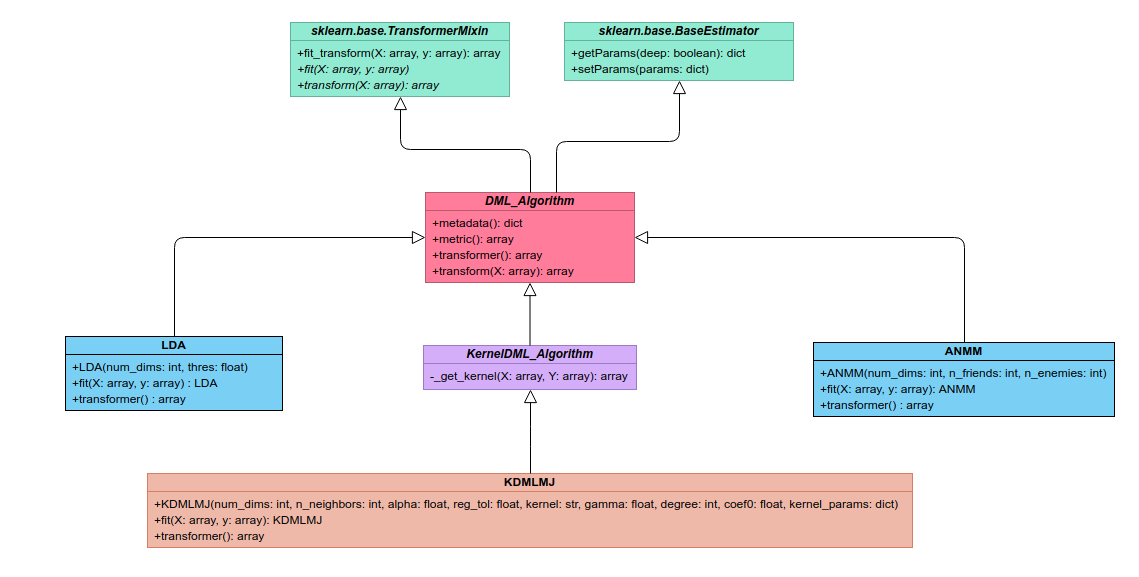 sklearn.base.TransformerMixin
+fit_transform(X: array, y: array): array
+fit(X: array, y: array)
+transform(X: array): array
sklearn.base.BaseEstimator
+getParams(deep: boolean): dict
+setParams(params: dict)
DML_Algorithm
+metadata(): dict
+metric(): array
+transformer(): array
+transform(X: array): array
LDA
+LDA(num_dims: int, thres: float)
+fit(X: array, y: array) : LDA
+transformer() : array
KernelDML_Algorithm
-_get_kernel(X: array, Y: array): array
ANMM
+ANMM(num_dims: int, n_friends: int, n_enemies: int)
+fit(X: array, y: array): ANMM
+transformer() : array
KDMLMJ
+KDMLMJ(num_dims: int, n_neighbors: int, alpha: float, reg_tol: float, kernel: str, gamma: float, degree: int, coef0: float, kernel_params: dict)
+fit(X: array, y: array): KDMLMJ
+transformer(): array